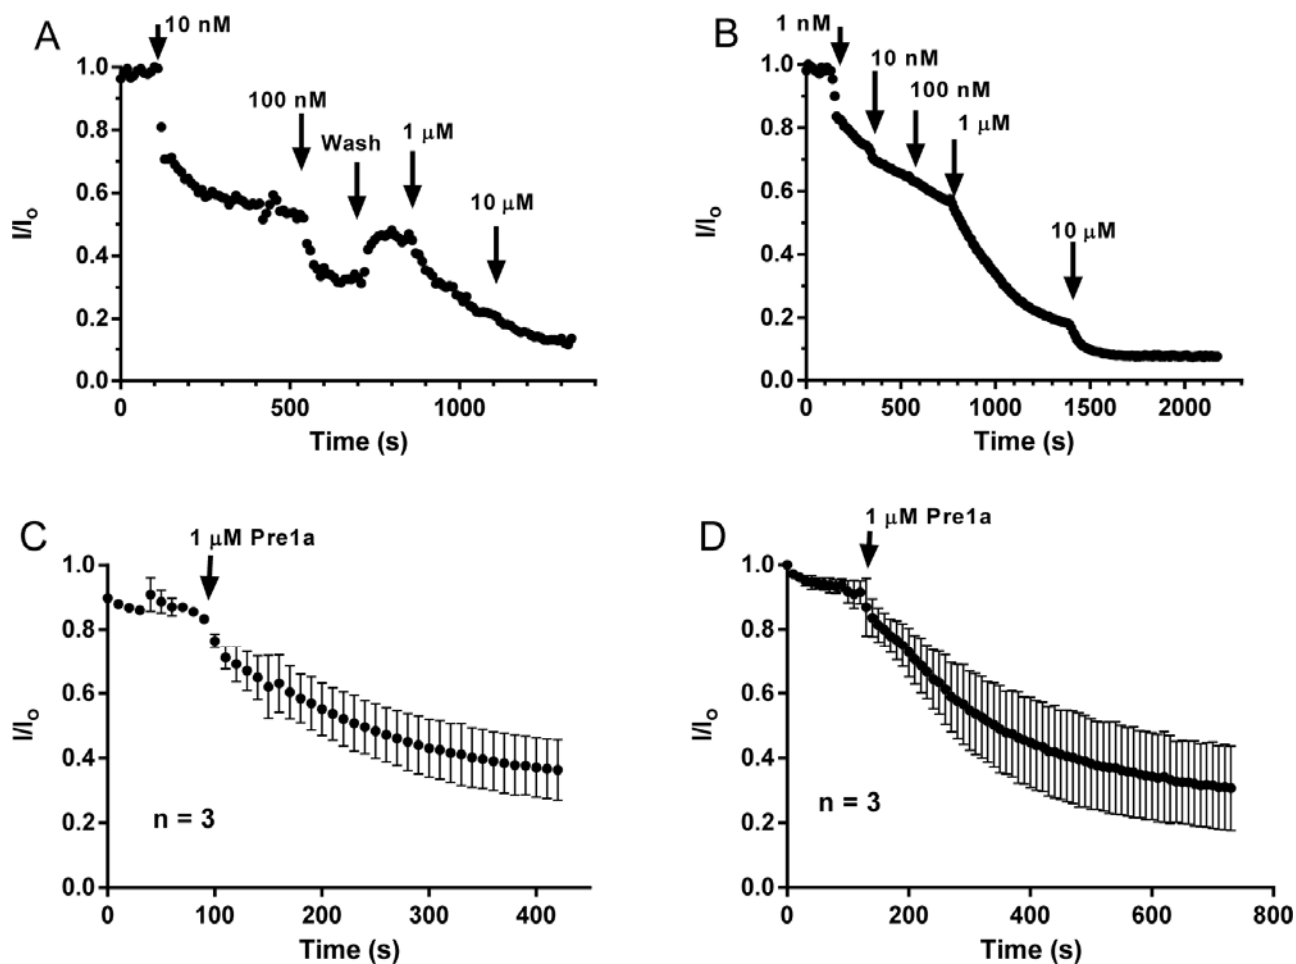 A
10 nM
100 nM
Wash
1 μM
10 μM
I/Io
1.0
0.8
0.6
0.4
0.2
0.0
0
500
1000
Time (s)
B
1 nM
10 nM
100 nM
1 μM
10 μM
I/Io
1.0
0.8
0.6
0.4
0.2
0.0
0
500
1000
1500
2000
Time (s)
C
1 μM Pre1a
I/Io
1.0
0.8
0.6
0.4
0.2
0.0
n = 3
0
100
200
300
400
Time (s)
D
1 μM Pre1a
I/Io
1.0
0.8
0.6
0.4
0.2
0.0
n = 3
0
200
400
600
800
Time (s)